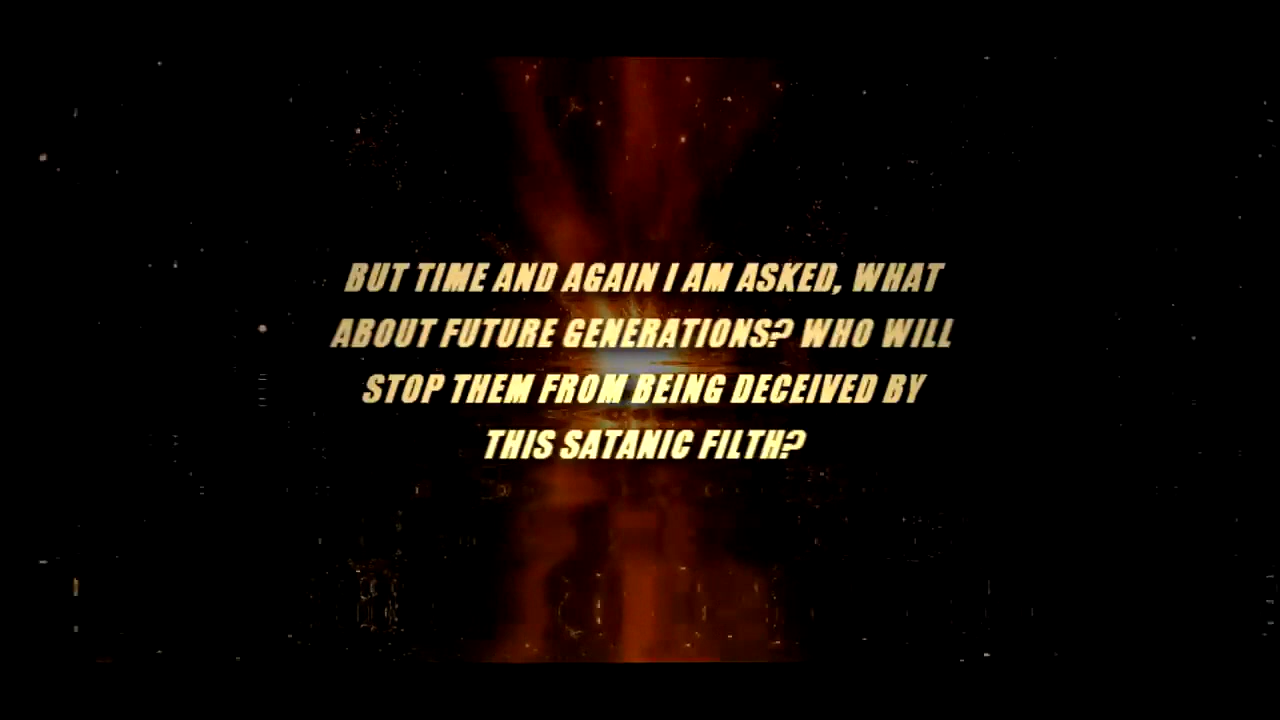 BUT TIME AND AGAIN I AM ASKED, WHAT
ABOUT FUTURE GENERATIONS? WHO WILL
STOP THEM FROM BEING DECEIVED BY
THIS SATANIC FILTH?